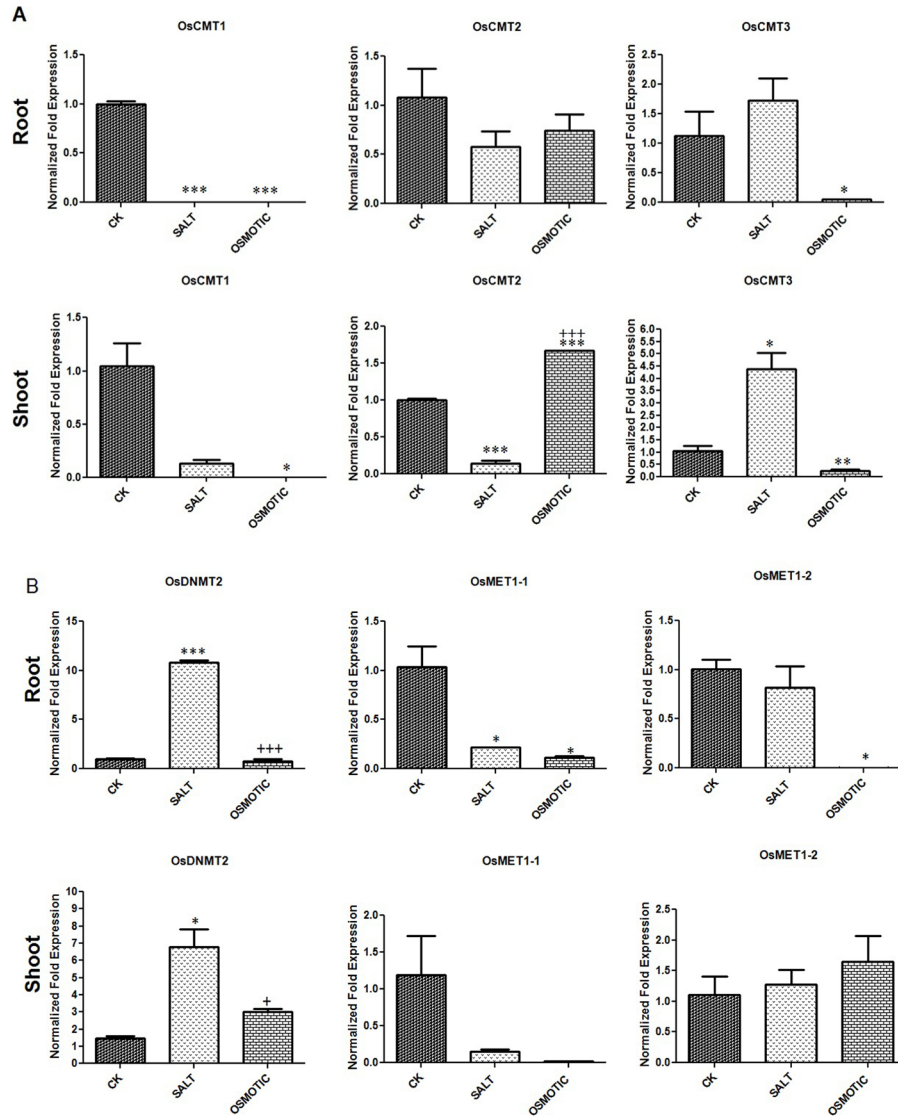 A
Root
OsCMT1
Normalized Fold Expression
1.5
1.0
0.5
0.0
***
***
CK
SALT
OSMOTIC
OsCMT2
Normalized Fold Expression
1.5
1.0
0.5
0.0
CK
SALT
OSMOTIC
OsCMT3
Normalized Fold Expression
2.5
2.0
1.5
1.0
0.5
0.0
*
CK
SALT
OSMOTIC
Shoot
OsCMT1
Normalized Fold Expression
1.5
1.0
0.5
0.0
*
CK
SALT
OSMOTIC
OsCMT2
Normalized Fold Expression
2.0
1.5
1.0
0.5
0.0
***
+++
***
CK
SALT
OSMOTIC
OsCMT3
Normalized Fold Expression
6.0
5.5
5.0
4.5
4.0
3.5
3.0
2.5
2.0
1.5
1.0
0.5
0.0
*
**
CK
SALT
OSMOTIC
B
Root
OsDNMT2
Normalized Fold Expression
15
10
5
0
***
+++
CK
SALT
OSMOTIC
OsMET1-1
Normalized Fold Expression
1.5
1.0
0.5
0.0
*
*
CK
SALT
OSMOTIC
OsMET1-2
Normalized Fold Expression
1.5
1.0
0.5
0.0
*
CK
SALT
OSMOTIC
Shoot
OsDNMT2
Normalized Fold Expression
10
9
8
7
6
5
4
3
2
1
0
*
+
CK
SALT
OSMOTIC
OsMET1-1
Normalized Fold Expression
2.0
1.5
1.0
0.5
0.0
CK
SALT
OSMOTIC
OsMET1-2
Normalized Fold Expression
2.5
2.0
1.5
1.0
0.5
0.0
CK
SALT
OSMOTIC